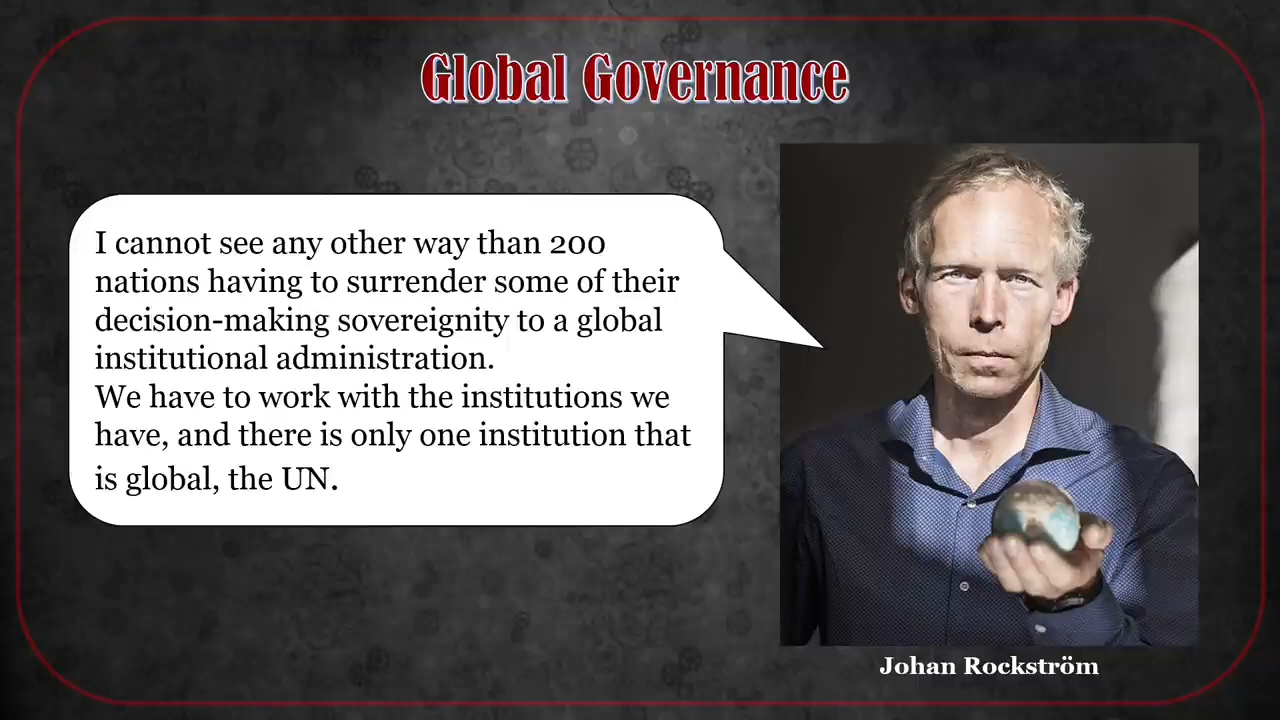 Global Governance
I cannot see any other way than 200
nations having to surrender some of their
decision-making sovereignity to a global
institutional administration.
We have to work with the institutions we
have, and there is only one institution that
is global, the UN.
Johan Rockström